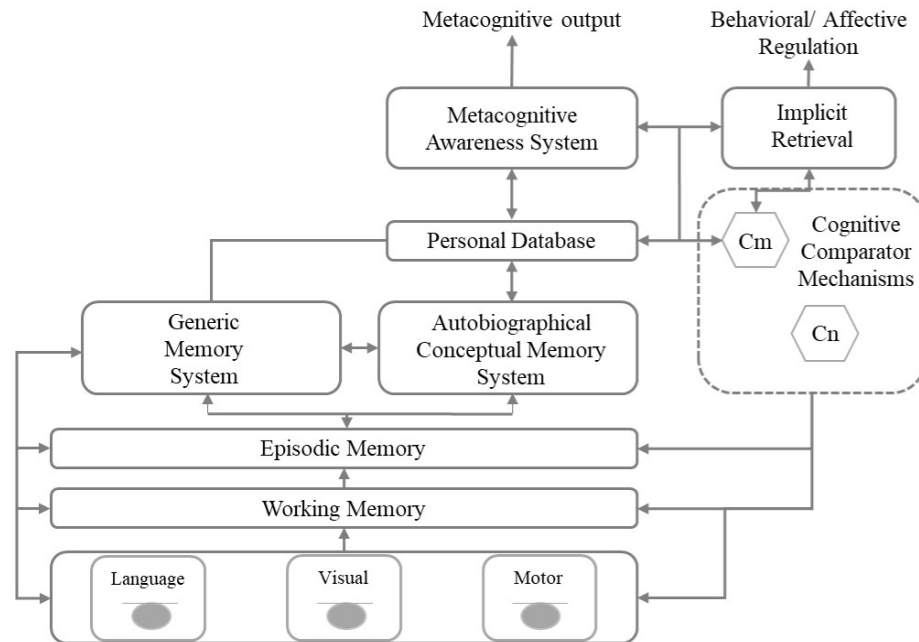 Metacognitive output
Behavioral/ Affective
Regulation
Metacognitive
Awareness System
Implicit
Retrieval
Personal Database
Cm
Cognitive
Comparator
Mechanisms
Cn
Generic
Memory
System
Autobiographical
Conceptual Memory
System
Episodic Memory
Working Memory
Language
Visual
Motor